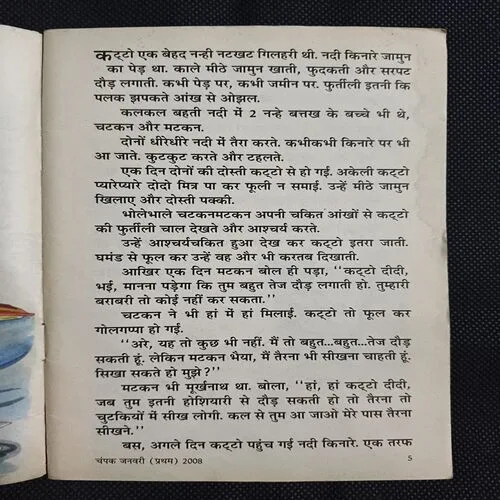 कट्टो एक बेहद नन्ही नटखट गिलहरी थी. नदी किनारे जामुन
का पेड़ था. काले मीठे जामुन खाती, फुदकती और सरपट
दौड़ लगाती. कभी पेड़ पर, कभी जमीन पर. फुर्तीली इतनी कि
पलक झपकते आंख से ओझल.
कलकल बहती नदी में 2 नन्हे बत्तख के बच्चे भी थे,
चटकन और मटकन.
दोनों धीरेधीरे नदी में तैरा करते. कभीकभी किनारे पर भी
आ जाते. कुटकुट करते और टहलते.
एक दिन दोनों की दोस्ती कट्टो से हो गई. अकेली कट्टो
प्यारेप्यारे दोदो मित्र पा कर फूली न समाई. उन्हें मीठे जामुन
खिलाए और दोस्ती पक्की.
भोलेभाले चटकनमटकन अपनी चकित आंखों से कट्टो
की फुर्तीली चाल देखते और आश्चर्य करते.
उन्हें आश्चर्यचकित हुआ देख कर कट्टो इतरा जाती.
घमंड से फूल कर उन्हें वह और भी करतब दिखाती.
आखिर एक दिन मटकन बोल ही पड़ा, ‘‘कट्टो दीदी,
भई, मानना पड़ेगा कि तुम बहुत तेज दौड़ लगाती हो. तुम्हारी
बराबरी तो कोई नहीं कर सकता.’’
चटकन ने भी हां में हां मिलाई. कट्टो तो फूल कर
गोलगप्पा हो गई.
‘‘अरे, यह तो कुछ भी नहीं. मैं तो बहुत...बहुत...तेज दौड़
सकती हूं. लेकिन मटकन भैया, मैं तैरना भी सीखना चाहती हूं.
सिखा सकते हो मुझे?’’
मटकन भी मूर्खनाथ था. बोला, ‘‘हां, हां कट्टो दीदी,
जब तुम इतनी होशियारी से दौड़ सकती हो तो तैरना तो
चुटकियों में सीख लोगी. कल से तुम आ जाओ मेरे पास तैरना
सीखने.’’
बस, अगले दिन कट्टो पहुंच गई नदी किनारे. एक तरफ
चंपक जनवरी (प्रथम) 2008
5